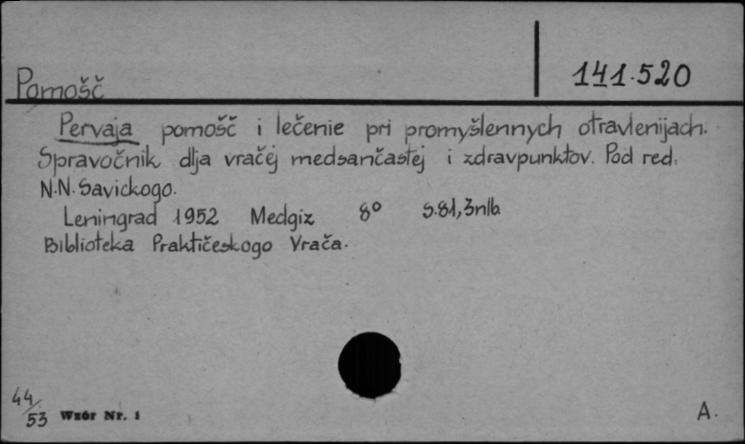 141.520
Pomošč
Pervaja pomošč i lečenie pri promyšlennych otravlenijach.
Spravočnik dlja vračej medsančastej i zdravpunktov. Pod red.
N.N. Savickogo.
Leningrad 1952 Medgiz 8° S.81,3nlb.
Biblioteka Praktičeskogo Vrača.
44/53 Wzór Nr. 1
A.